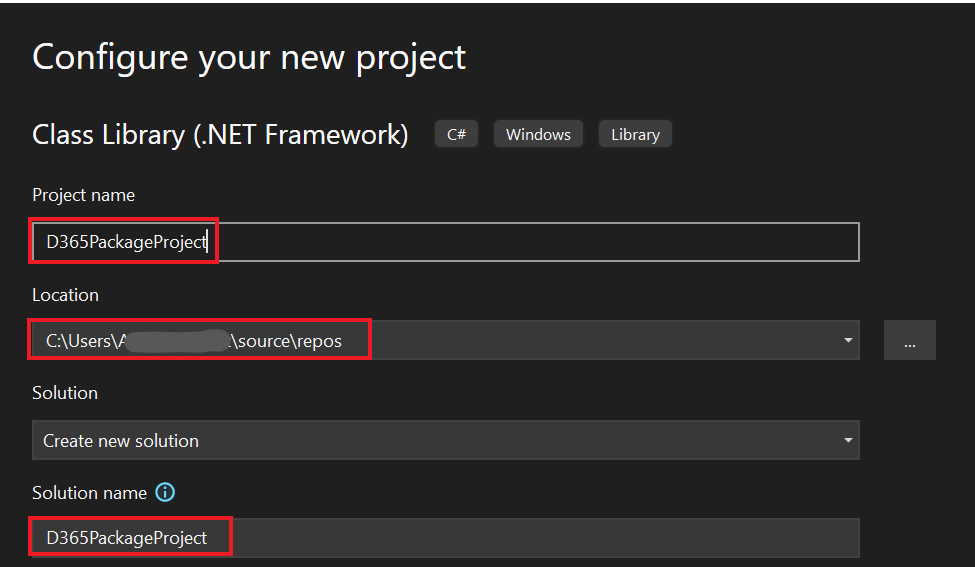 Configure your new project
Class Library (.NET Framework) C# Windows Library
Project name
D365PackageProject
Location
C:\Users\A \source\repos
...
Solution
Create new solution
Solution name
D365PackageProject